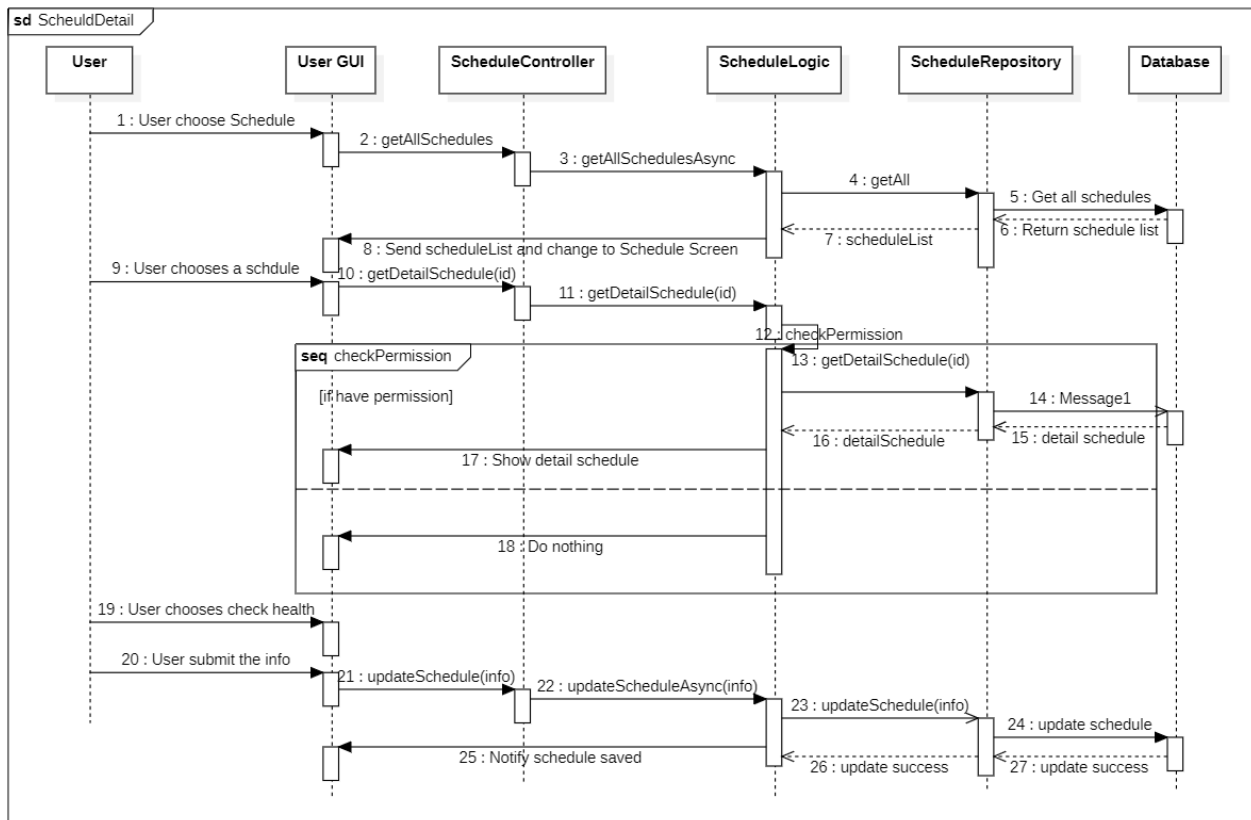 sd ScheuldDetail
User
User GUI
ScheduleController
ScheduleLogic
ScheduleRepository
Database
1 : User choose Schedule
2 : getAllSchedules
3 : getAllSchedulesAsync
4 : getAll
5 : Get all schedules
6 : Return schedule list
7 : scheduleList
8 : Send scheduleList and change to Schedule Screen
9 : User chooses a schdule
10 : getDetailSchedule(id)
11 : getDetailSchedule(id)
12 : checkPermission
seq checkPermission
13 : getDetailSchedule(id)
[if have permission]
14 : Message1
15 : detail schedule
16 : detailSchedule
17 : Show detail schedule
18 : Do nothing
19 : User chooses check health
20 : User submit the info
21 : updateSchedule(info)
22 : updateScheduleAsync(info)
23 : updateSchedule(info)
24 : update schedule
25 : Notify schedule saved
26 : update success
27 : update success